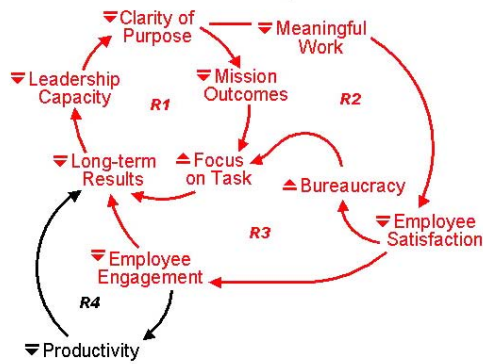 Clarity of
Purpose
Meaningful
Work
Leadership
Capacity
Mission
Outcomes
R1
R2
Long-term
Results
Focus
on Task
Bureaucracy
Employee
Satisfaction
R3
Employee
Engagement
R4
Productivity